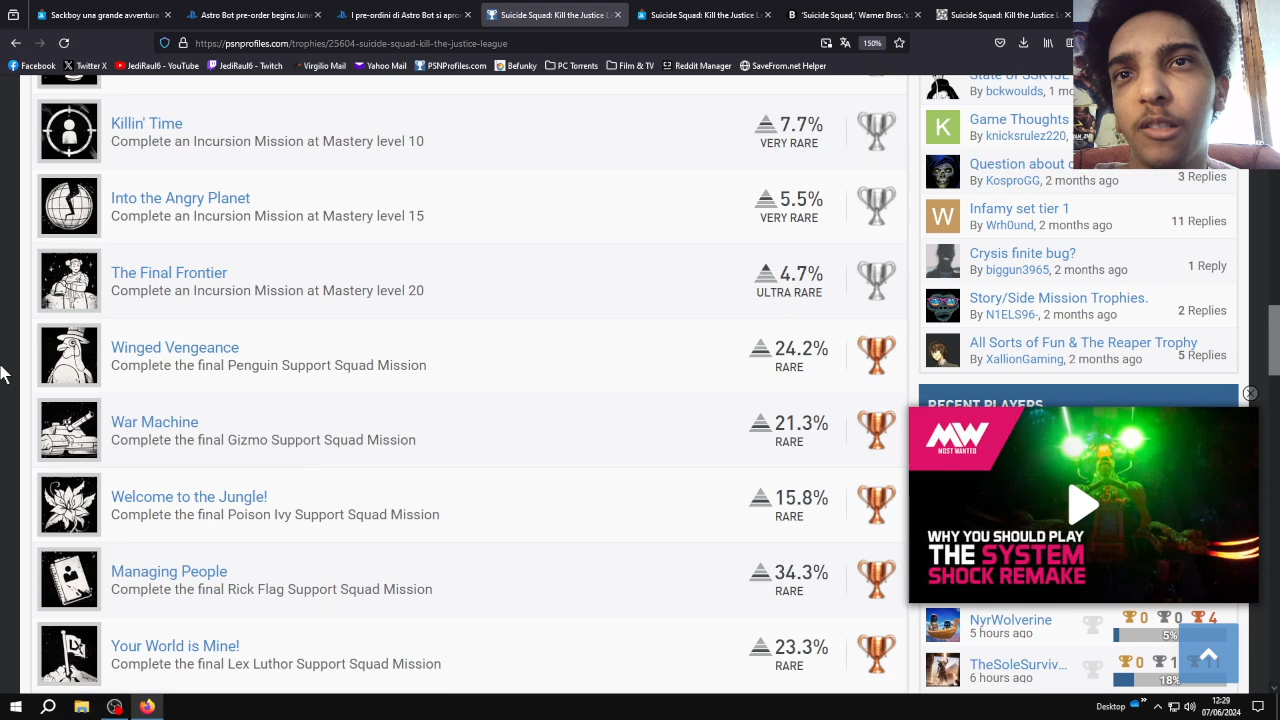 Sackboy una grande avventura
Astro Bot pre-order begins June
I pre-ordini di Astro Bot si apror
Suicide Squad: Kill the Justice Le
Suicide Squad: Kill the Justice L
'Suicide Squad,' Warner Bros.'s
Suicide Squad: Kill the Justice
https://psnprofiles.com/trophies/25604-suicide-squad-kill-the-justice-league
150%
Facebook
Twitter X
JediRaul6 - YouTube
JediRaul6 - Twitch
Virgilio Mail
Yahoo Mail
PSNProfiles.com
Befunky
PC Torrents
Film & TV
Reddit Manager
SaveFrom.net Helper
Killin' Time
Complete an Incursion Mission at Mastery level 10
7.7%
VERY RARE
Into the Angry Planet
Complete an Incursion Mission at Mastery level 15
5.5%
VERY RARE
The Final Frontier
Complete an Incursion Mission at Mastery level 20
4.7%
ULTRA RARE
Winged Vengeance
Complete the final Penguin Support Squad Mission
24.2%
RARE
War Machine
Complete the final Gizmo Support Squad Mission
21.3%
RARE
Welcome to the Jungle!
Complete the final Poison Ivy Support Squad Mission
15.8%
RARE
Managing People
Complete the final Rick Flag Support Squad Mission
34.3%
RARE
Your World is Mine!
Complete the final Lex Luthor Support Squad Mission
23.3%
RARE
State of SSKTJL
By bckwoulds, 1 mo
K
Game Thoughts
By knicksrulez220,
Question about
By KosproGG, 2 months ago
3 Replies
W
Infamy set tier 1
By Wrh0und, 2 months ago
11 Replies
Crysis finite bug?
By biggun3965, 2 months ago
1 Reply
Story/Side Mission Trophies.
By N1ELS96-, 2 months ago
2 Replies
All Sorts of Fun & The Reaper Trophy
By XallionGaming, 2 months ago
5 Replies
RECENT PLAYERS
MW
MOST WANTED
WHY YOU SHOULD PLAY
THE SYSTEM
SHOCK REMAKE
NyrWolverine
5 hours ago
0 0 4
5%
TheSoleSurviv...
6 hours ago
0 1 11
18%
Desktop
12:29
07/06/2024